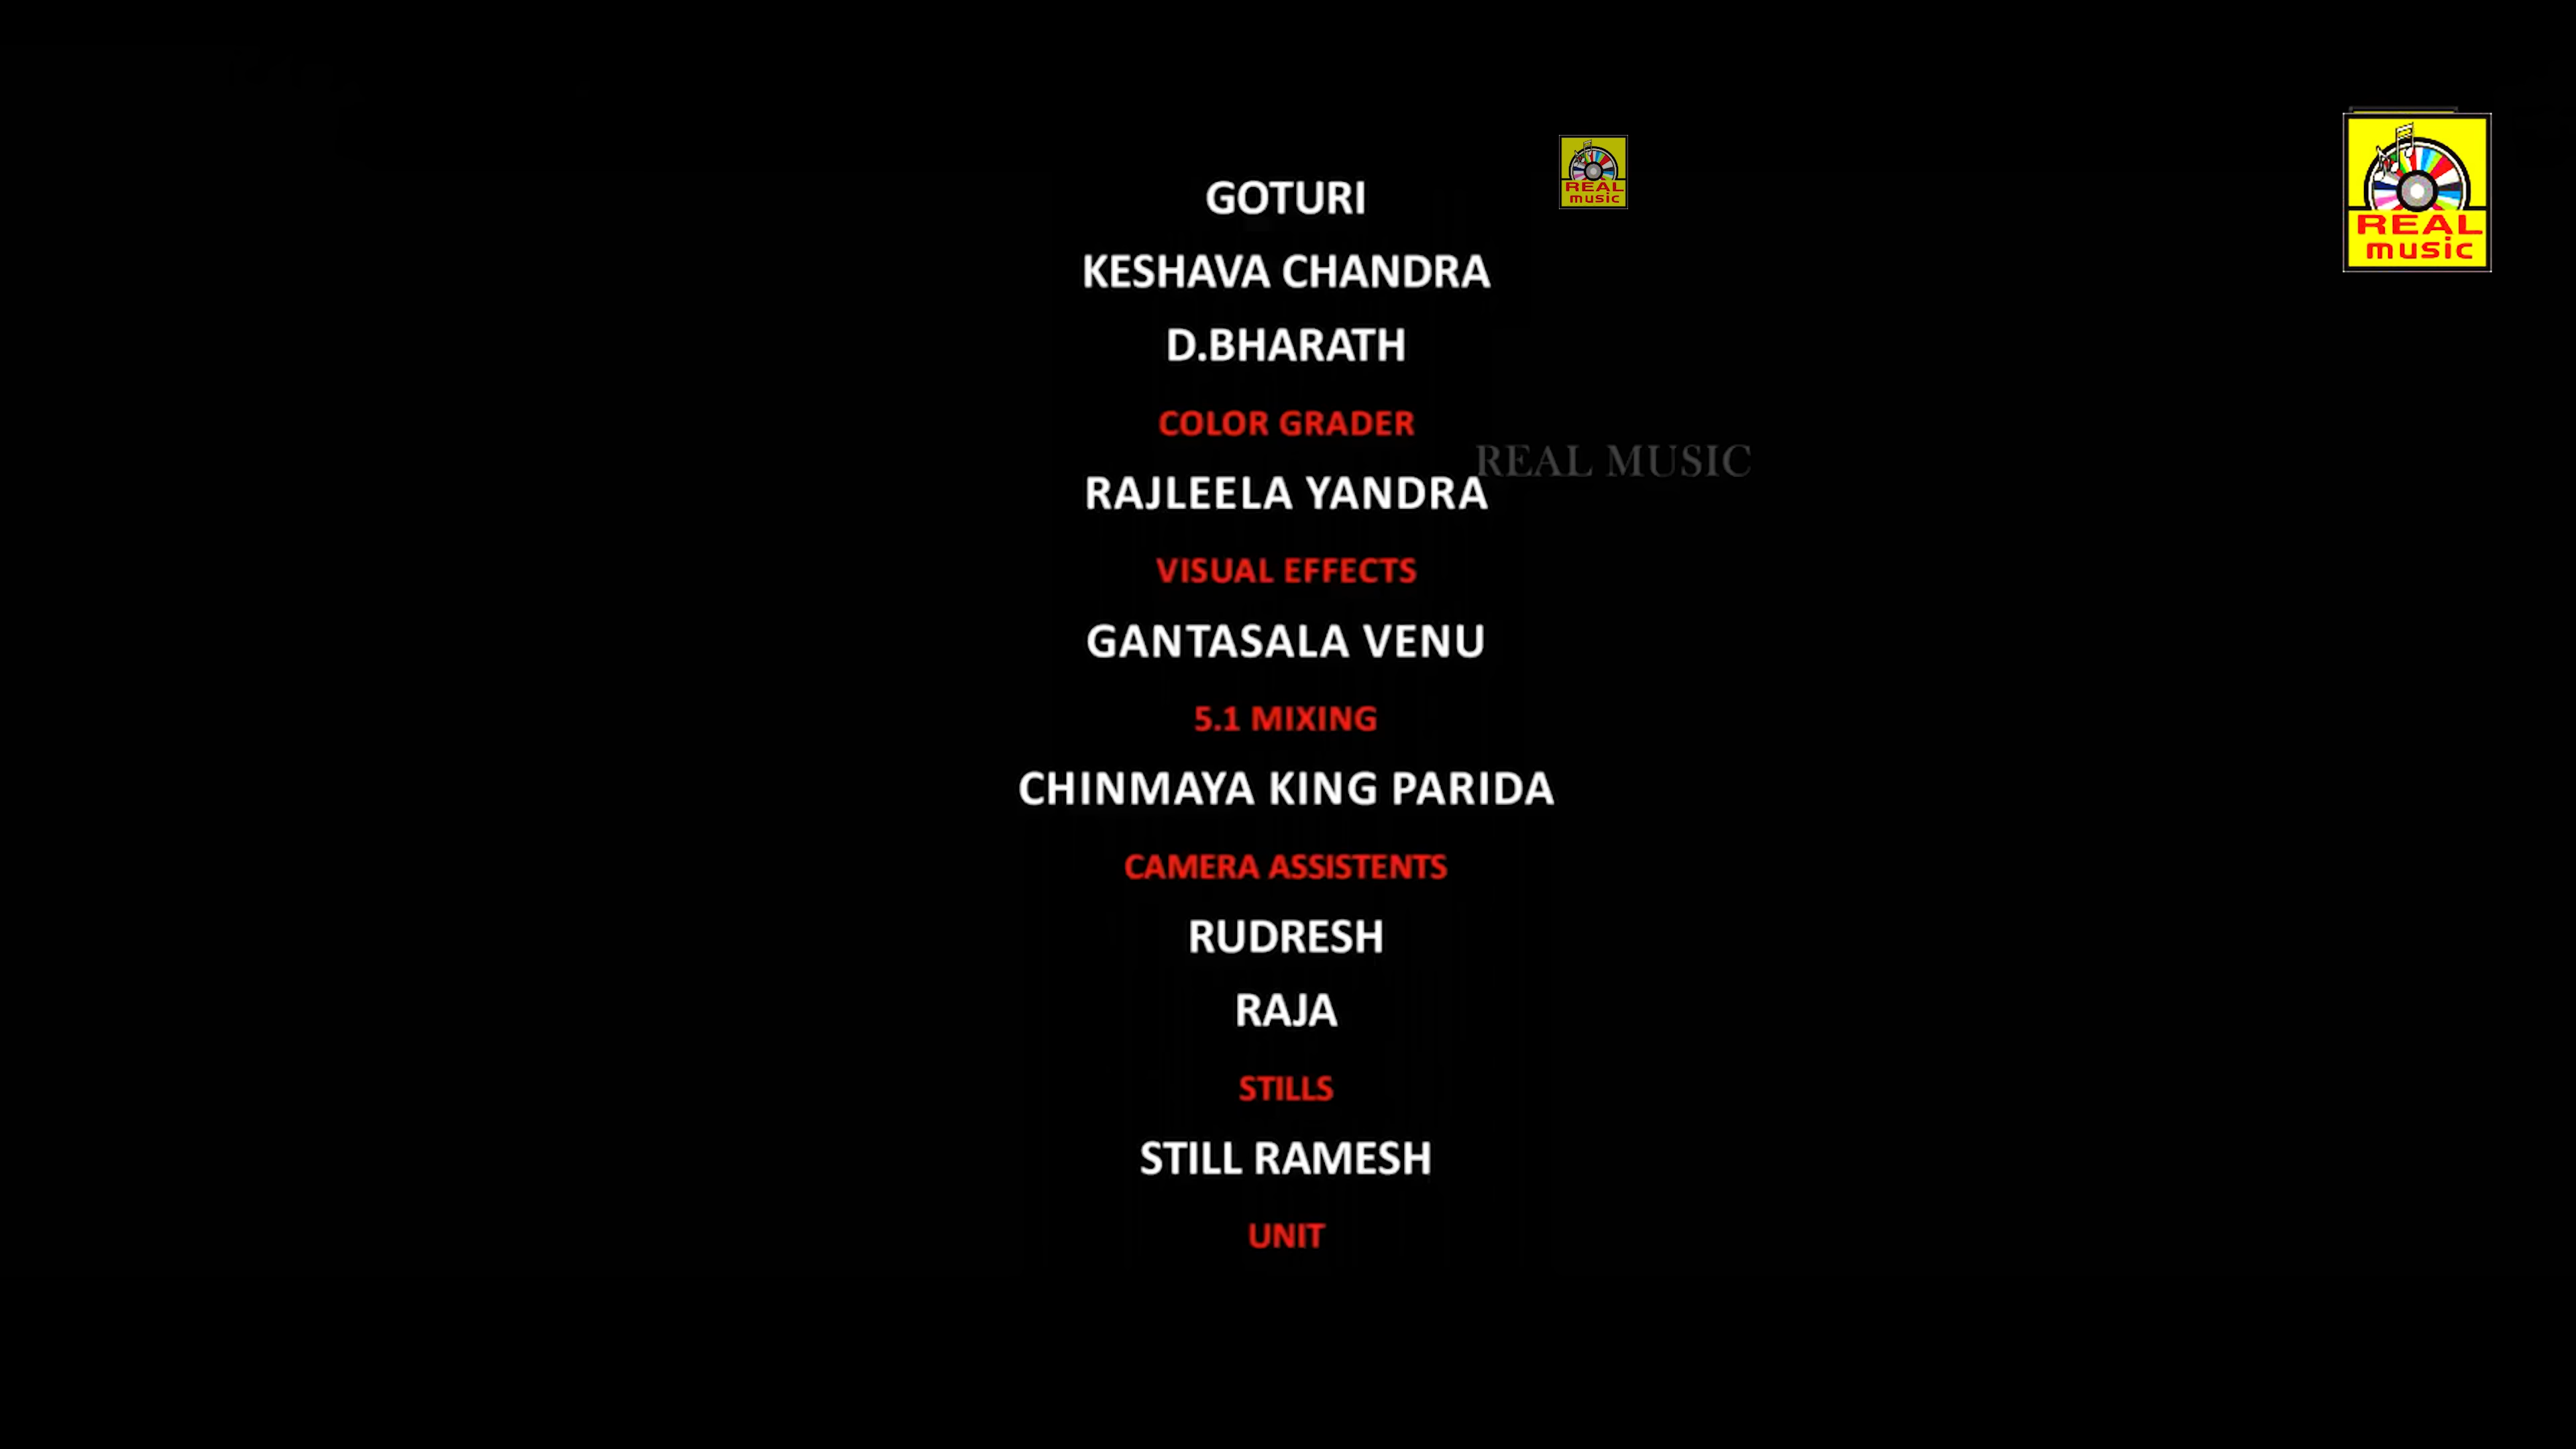 REAL
music
REAL
music
GOTURI
KESHAVA CHANDRA
D.BHARATH
COLOR GRADER
REAL MUSIC
RAJLEELA YANDRA
VISUAL EFFECTS
GANTASALA VENU
5.1 MIXING
CHINMAYA KING PARIDA
CAMERA ASSISTENTS
RUDRESH
RAJA
STILLS
STILL RAMESH
UNIT